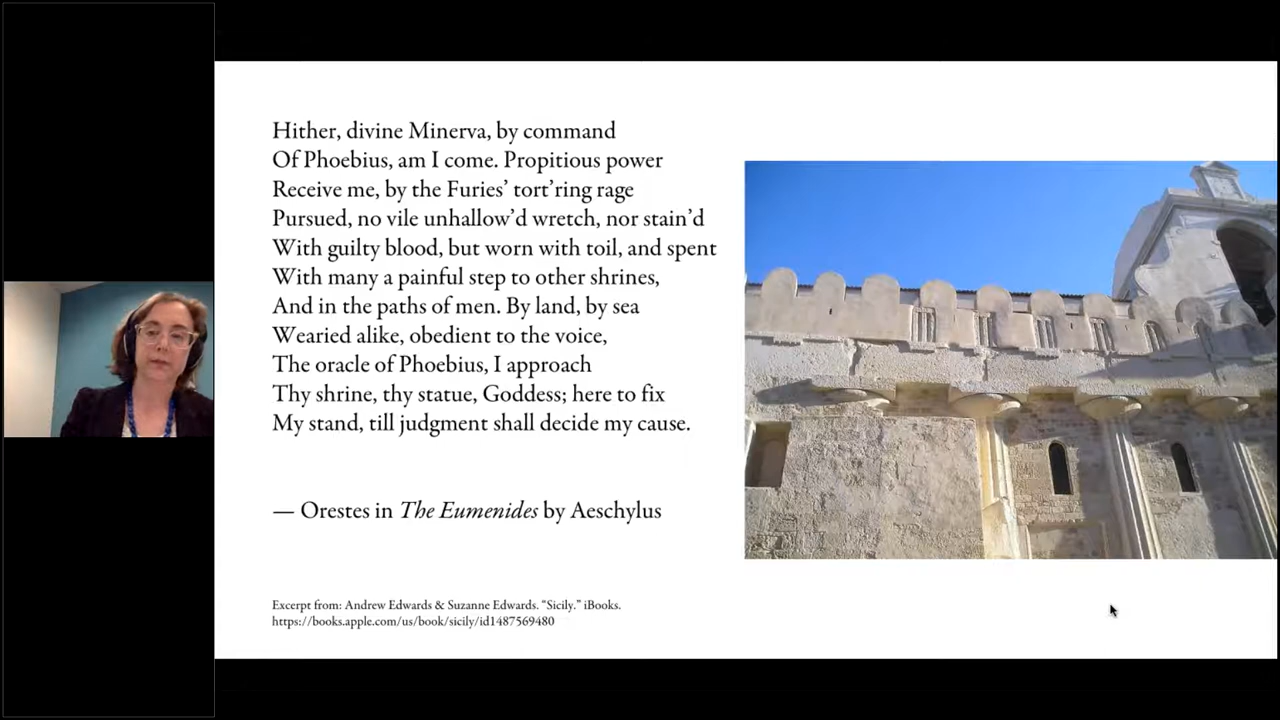 Hither, divine Minerva, by command
Of Phoebius, am I come. Propitious power
Receive me, by the Furies’ tort’ring rage
Pursued, no vile unhallow’d wretch, nor stain’d
With guilty blood, but worn with toil, and spent
With many a painful step to other shrines,
And in the paths of men. By land, by sea
Wearied alike, obedient to the voice,
The oracle of Phoebius, I approach
Thy shrine, thy statue, Goddess; here to fix
My stand, till judgment shall decide my cause.
— Orestes in The Eumenides by Aeschylus
Excerpt from: Andrew Edwards & Suzanne Edwards. “Sicily.” iBooks.
https://books.apple.com/us/book/sicily/id1487569480